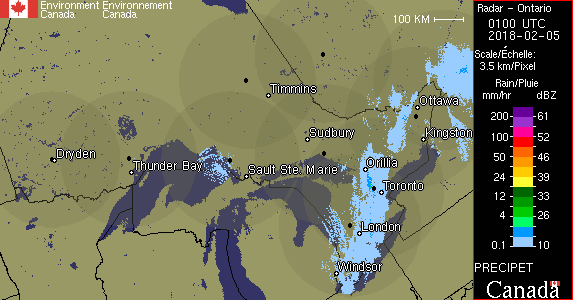 Environment Environnement
Canada Canada
100 KM
Timmins
Ottawa
Sudbury
Kingston
Dryden
Thunder Bay
Sault Ste. Marie
Orillia
Toronto
London
Windsor
Radar - Ontario
0100 UTC
2018-02-05
Scale/Échelle:
3.5 km/Pixel
Rain/Pluie
mm/hr dBZ
200 61
100 52
50 46
24 39
12 33
4 26
0.1 10
PRECIPET
Canada